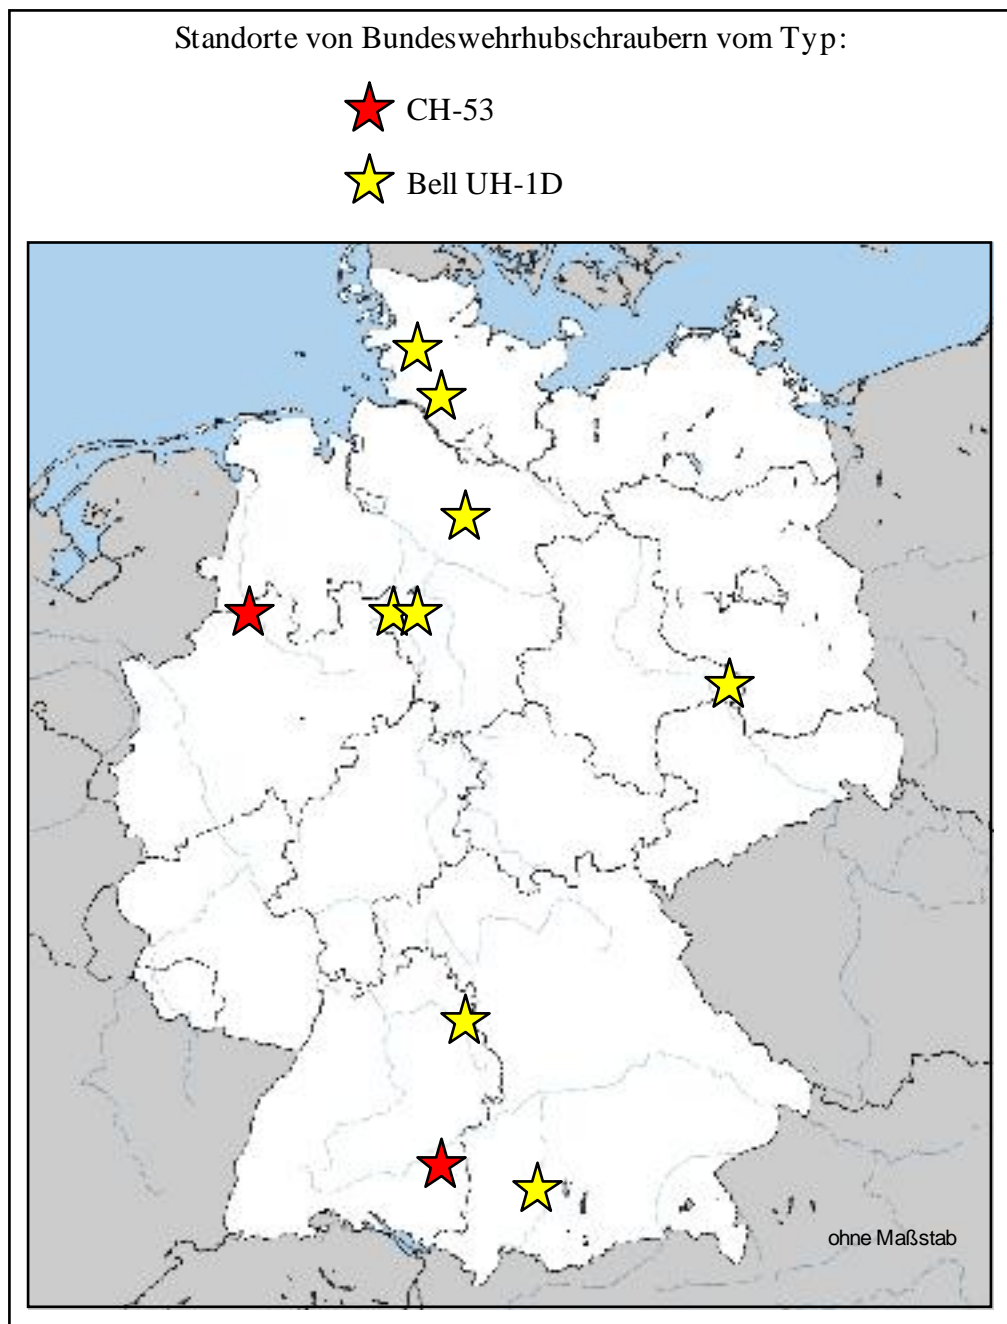 Standorte von Bundeswehrhubschraubern vom Typ:
CH-53
Bell UH-1D
ohne Maßstab